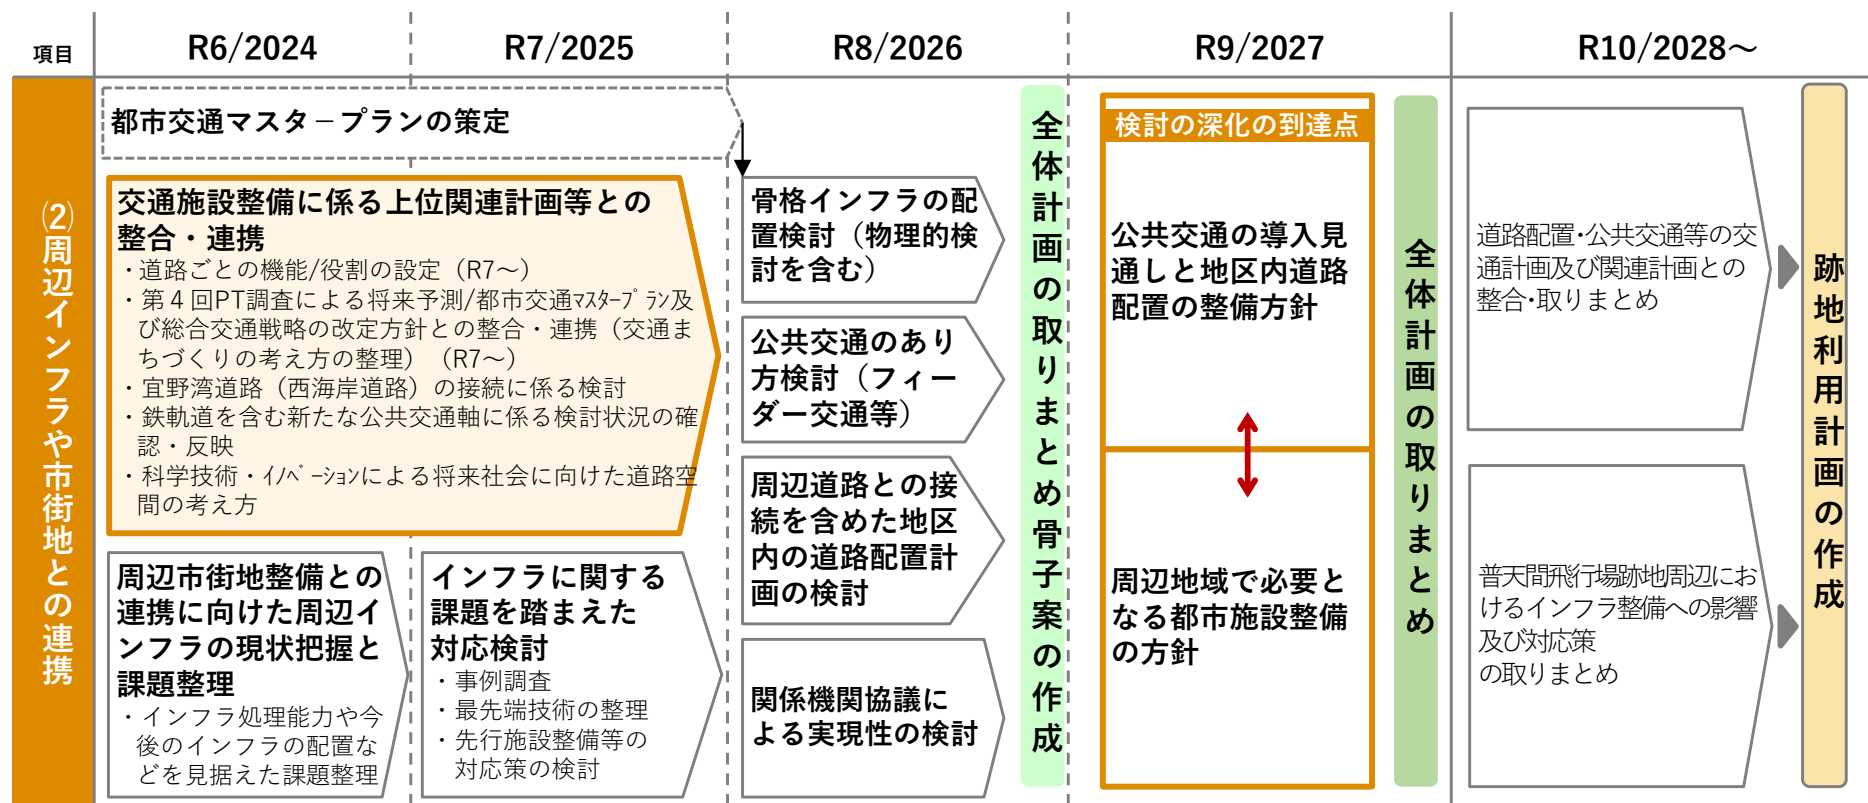 項目
R6/2024
R7/2025
R8/2026
R9/2027
R10/2028～
⑵周辺インフラや市街地との連携
都市交通マスタープランの策定
交通施設整備に係る上位関連計画等との
整合・連携
・道路ごとの機能/役割の設定（R7～）
・第４回PT調査による将来予測/都市交通ﾏｽﾀｰﾌﾟﾗﾝ及
び総合交通戦略の改定方針との整合・連携（交通ま
ちづくりの考え方の整理）（R7～）
・宜野湾道路（西海岸道路）の接続に係る検討
・鉄軌道を含む新たな公共交通軸に係る検討状況の確
認・反映
・科学技術・ｲﾉﾍﾞｰｼｮﾝによる将来社会に向けた道路空
間の考え方
周辺市街地整備との
連携に向けた周辺イ
ンフラの現状把握と
課題整理
・インフラ処理能力や今
後のインフラの配置な
どを見据えた課題整理
インフラに関する
課題を踏まえた
対応検討
・事例調査
・最先端技術の整理
・先行施設整備等の
対応策の検討
骨格インフラの配
置検討（物理的検
討を含む）
公共交通のあり
方検討（フィー
ダー交通等）
周辺道路との接
続を含めた地区
内の道路配置計
画の検討
関係機関協議に
よる実現性の検討
全体計画の取りまとめ骨子案の作成
検討の深化の到達点
公共交通の導入見
通しと地区内道路
配置の整備方針
周辺地域で必要と
なる都市施設整備
の方針
全体計画の取りまとめ
道路配置･公共交通等の交
通計画及び関連計画との
整合･取りまとめ
普天間飛行場跡地周辺にお
けるインフラ整備への影響
及び対応策
の取りまとめ
跡地利用計画の作成